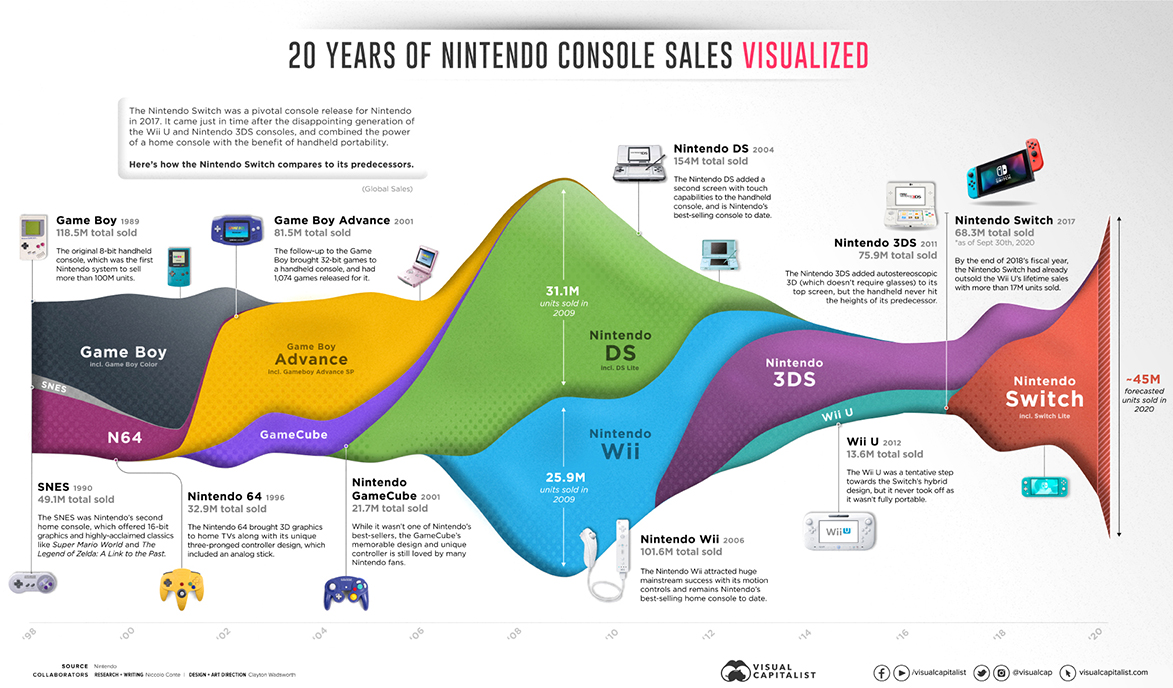 20 YEARS OF NINTENDO CONSOLE SALES VISUALIZED
The Nintendo Switch was a pivotal console release for Nintendo
in 2017. It came just in time after the disappointing generation of
the Wii U and Nintendo 3DS consoles, and combined the power
of a home console with the benefit of handheld portability.
Here's how the Nintendo Switch compares to its predecessors.
(Global Sales)
Game Boy 1989
118.5M total sold
The original 8-bit handheld
console, which was the first
Nintendo system to sell
more than 100M units.
Game Boy Advance 2001
81.5M total sold
The follow-up to the Game
Boy brought 32-bit games to
a handheld console, and had
1,074 games released for it.
Nintendo DS 2004
154M total sold
The Nintendo DS added a
second screen with touch
capabilities to the handheld
console, and is Nintendo's
best-selling console to date.
Nintendo 3DS 2011
75.9M total sold
The Nintendo 3DS added autostereoscopic
3D (which doesn't require glasses) to its
top screen, but the handheld never hit
the heights of its predecessor.
Nintendo Switch 2017
68.3M total sold
*as of Sept 30th, 2020
By the end of 2018's fiscal year,
the Nintendo Switch had already
outsold the Wii U's lifetime sales
with more than 17M units sold.
Game Boy
incl. Game Boy Color
SNES
N64
Game Boy
Advance
incl. Gameboy Advance SP
GameCube
31.1M
units sold in
2009
Nintendo
DS
incl. DS Lite
25.9M
units sold in
2009
Nintendo
Wii
Nintendo
3DS
Wii U
Nintendo
Switch
incl. Switch Lite
~45M
forecasted
units sold in
2020
SNES 1990
49.1M total sold
The SNES was Nintendo's second
home console, which offered 16-bit
graphics and highly-acclaimed classics
like Super Mario World and The
Legend of Zelda: A Link to the Past.
Nintendo 64 1996
32.9M total sold
The Nintendo 64 brought 3D graphics
to home TVs along with its unique
three-pronged controller design, which
included an analog stick.
Nintendo
GameCube 2001
21.7M total sold
While it wasn't one of Nintendo's
best-sellers, the GameCube's
memorable design and unique
controller is still loved by many
Nintendo fans.
Nintendo Wii 2006
101.6M total sold
The Nintendo Wii attracted huge
mainstream success with its motion
controls and remains Nintendo's
best-selling home console to date.
Wii U 2012
13.6M total sold
The Wii U was a tentative step
towards the Switch's hybrid
design, but it never took off as
it wasn't fully portable.
WiiU
'98 '00 '02 '04 '06 '08 '10 '12 '14 '16 '18 '20
SOURCE Nintendo
COLLABORATORS RESEARCH + WRITING Niccolo Conte | DESIGN + ART DIRECTION Clayton Wadsworth
VISUAL
CAPITALIST
/visualcapitalist @visualcap visualcapitalist.com